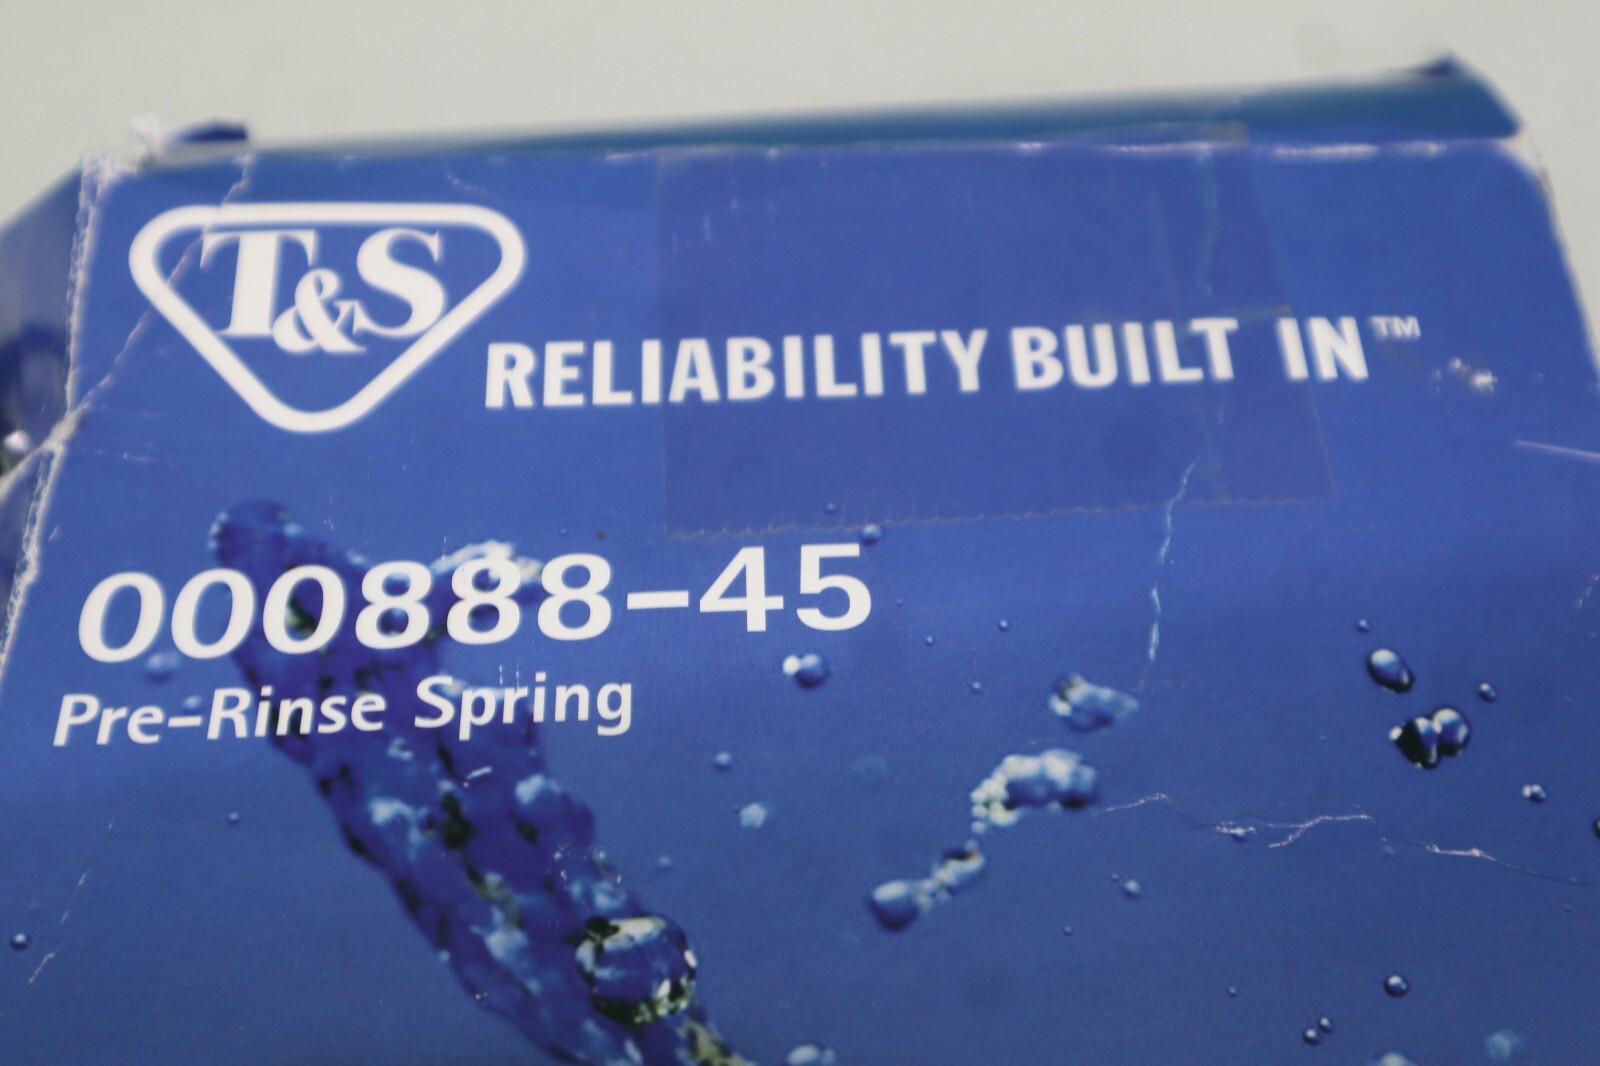 T&S
RELIABILITY BUILT IN™
000888-45
Pre-Rinse Spring